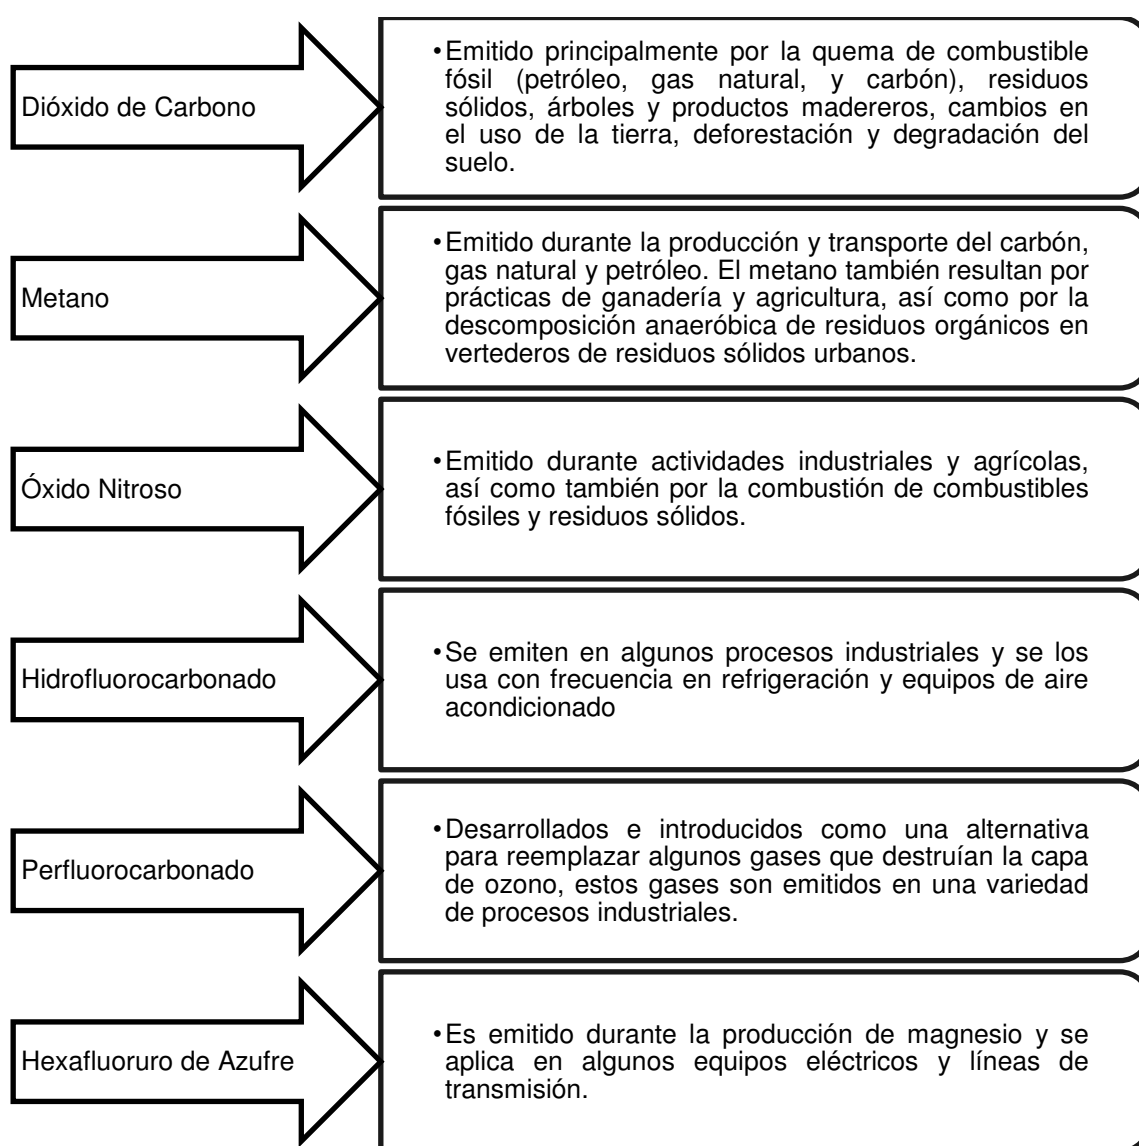 Dióxido de Carbono
•Emitido principalmente por la quema de combustible
fósil (petróleo, gas natural, y carbón), residuos
sólidos, árboles y productos madereros, cambios en
el uso de la tierra, deforestación y degradación del
suelo.
Metano
•Emitido durante la producción y transporte del carbón,
gas natural y petróleo. El metano también resultan por
prácticas de ganadería y agricultura, así como por la
descomposición anaeróbica de residuos orgánicos en
vertederos de residuos sólidos urbanos.
Óxido Nitroso
•Emitido durante actividades industriales y agrícolas,
así como también por la combustión de combustibles
fósiles y residuos sólidos.
Hidrofluorocarbonado
•Se emiten en algunos procesos industriales y se los
usa con frecuencia en refrigeración y equipos de aire
acondicionado
Perfluorocarbonado
•Desarrollados e introducidos como una alternativa
para reemplazar algunos gases que destruían la capa
de ozono, estos gases son emitidos en una variedad
de procesos industriales.
Hexafluoruro de Azufre
•Es emitido durante la producción de magnesio y se
aplica en algunos equipos eléctricos y líneas de
transmisión.